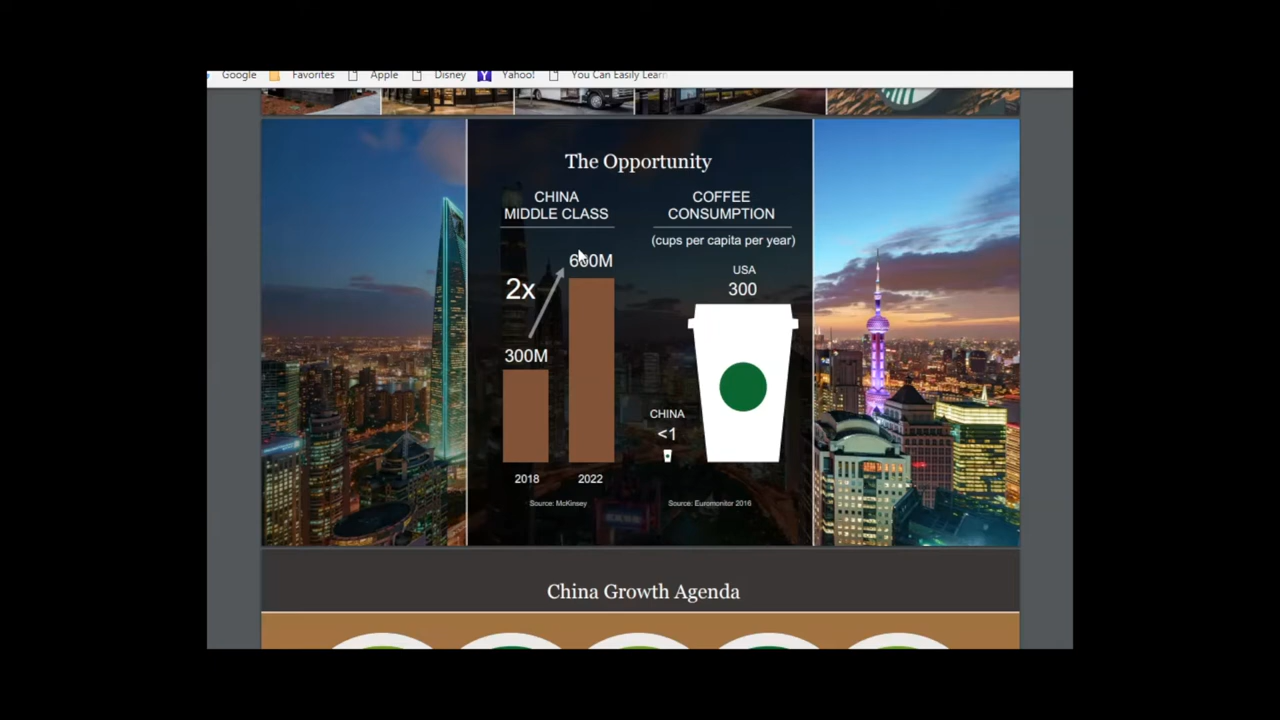 Google Favorites Apple Disney Yahoo! You Can Easily Learn
The Opportunity
CHINA
MIDDLE CLASS
2x
600M
300M
2018 2022
Source: McKinsey
COFFEE
CONSUMPTION
(cups per capita per year)
USA
300
CHINA
<1
Source: Euromonitor 2016
China Growth Agenda